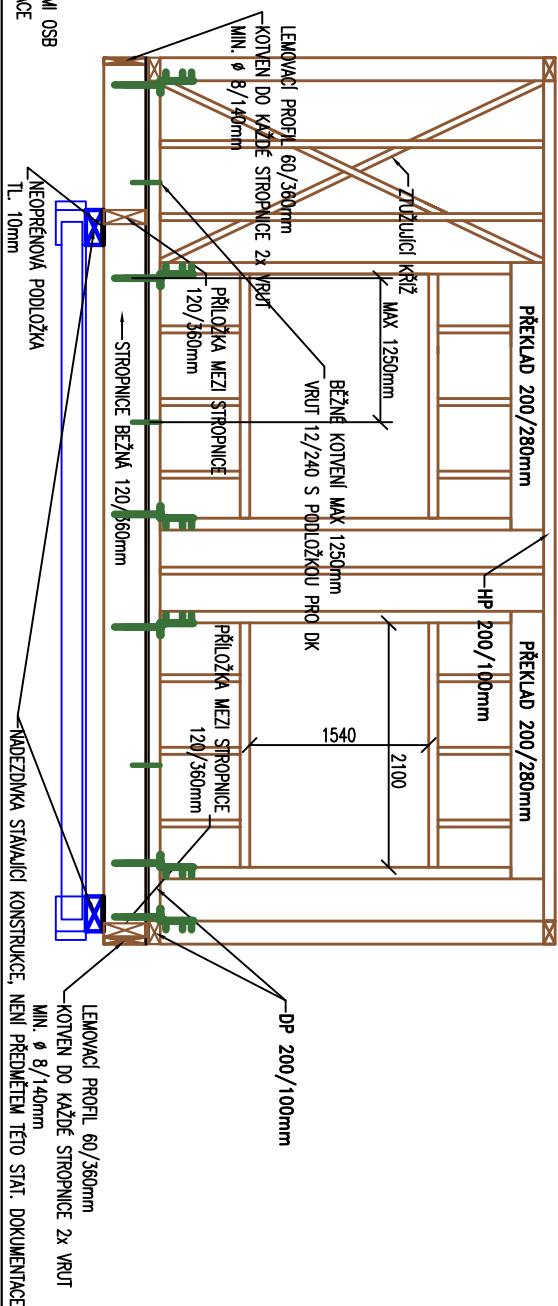 MI OSB
ACE
LEMOVACÍ PROFIL 60/360mm
KOTVEN DO KAŽDÉ STROPNICE 2x VRUT
MIN. ø 8/140mm
ZTUŽUJÍCÍ KŘÍŽ
MAX 1250mm
PŘEKLAD 200/280mm
HP 200/100mm
PŘEKLAD 200/280mm
BĚŽNÉ KOTVENÍ MAX 1250mm
VRUT 12/240 S PODLOŽKOU PRO DK
PŘÍLOŽKA MEZI STROPNICE
120/360mm
STROPNICE BEŽNÁ 120/360mm
NEOPRÉNOVÁ PODLOŽKA
TL. 10mm
1540
2100
PŘÍLOŽKA MEZI STROPNICE
120/360mm
DP 200/100mm
LEMOVACÍ PROFIL 60/360mm
KOTVEN DO KAŽDÉ STROPNICE 2x VRUT
MIN. ø 8/140mm
NADEZDÍVKA STÁVAJÍCÍ KONSTRUKCE, NENÍ PŘEDMĚTEM TÉTO STAT. DOKUMENTACE